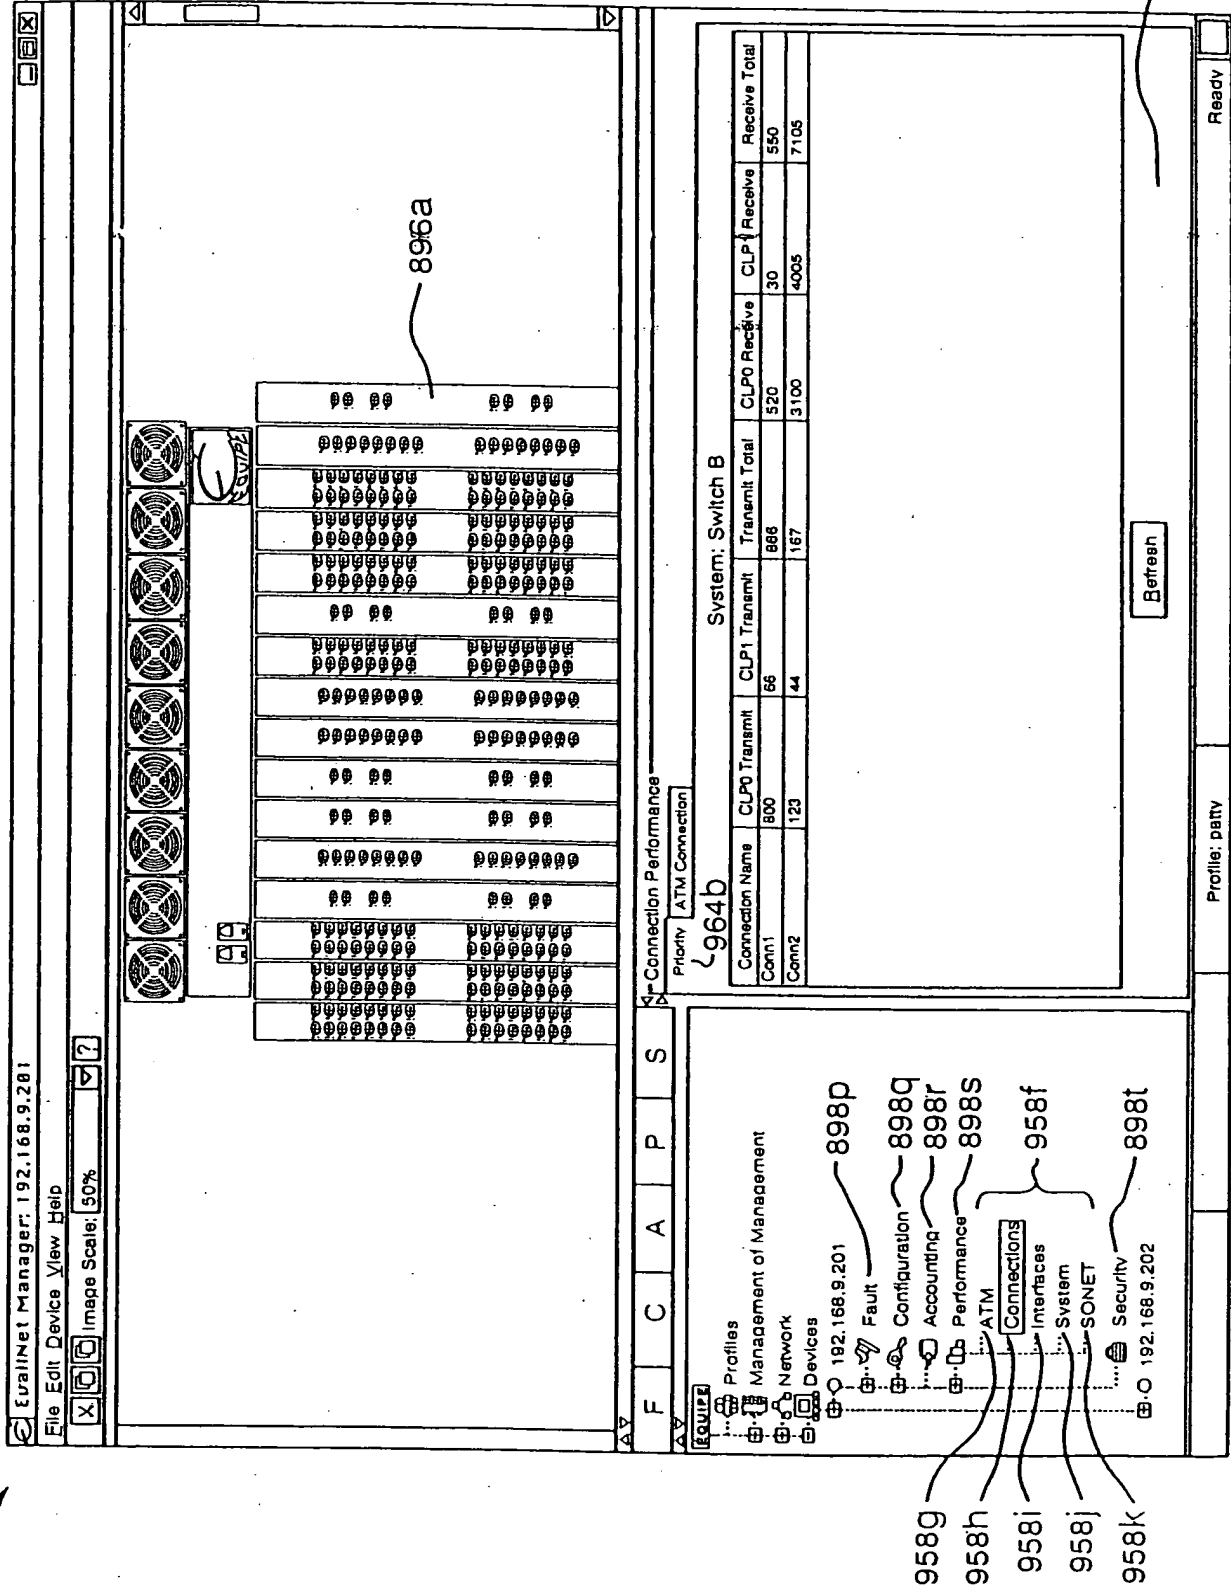 EvaliNet Manager: 192.168.9.201
File Edit Device View Help
X Image Scale: 50% ?
EQUIPE
896a
F C A P S
EQUIPE
Profiles
Management of Management
Network
Devices
192.168.9.201
Fault
Configuration
Accounting
Performance
ATM
Connections
Interfaces
System
SONET
Security
192.168.9.202
898p
898q
898r
898s
958f
898t
958g
958h
958i
958j
958k
Connection Performance
Priority ATM Connection
964b
System: Switch B
Connection Name CLP0 Transmit CLP1 Transmit Transmit Total CLP0 Receive CLP1 Receive Receive Total
Conn1 800 66 866 520 30 550
Conn2 123 44 167 3100 4005 7105
Refresh
Profile: patty
Ready